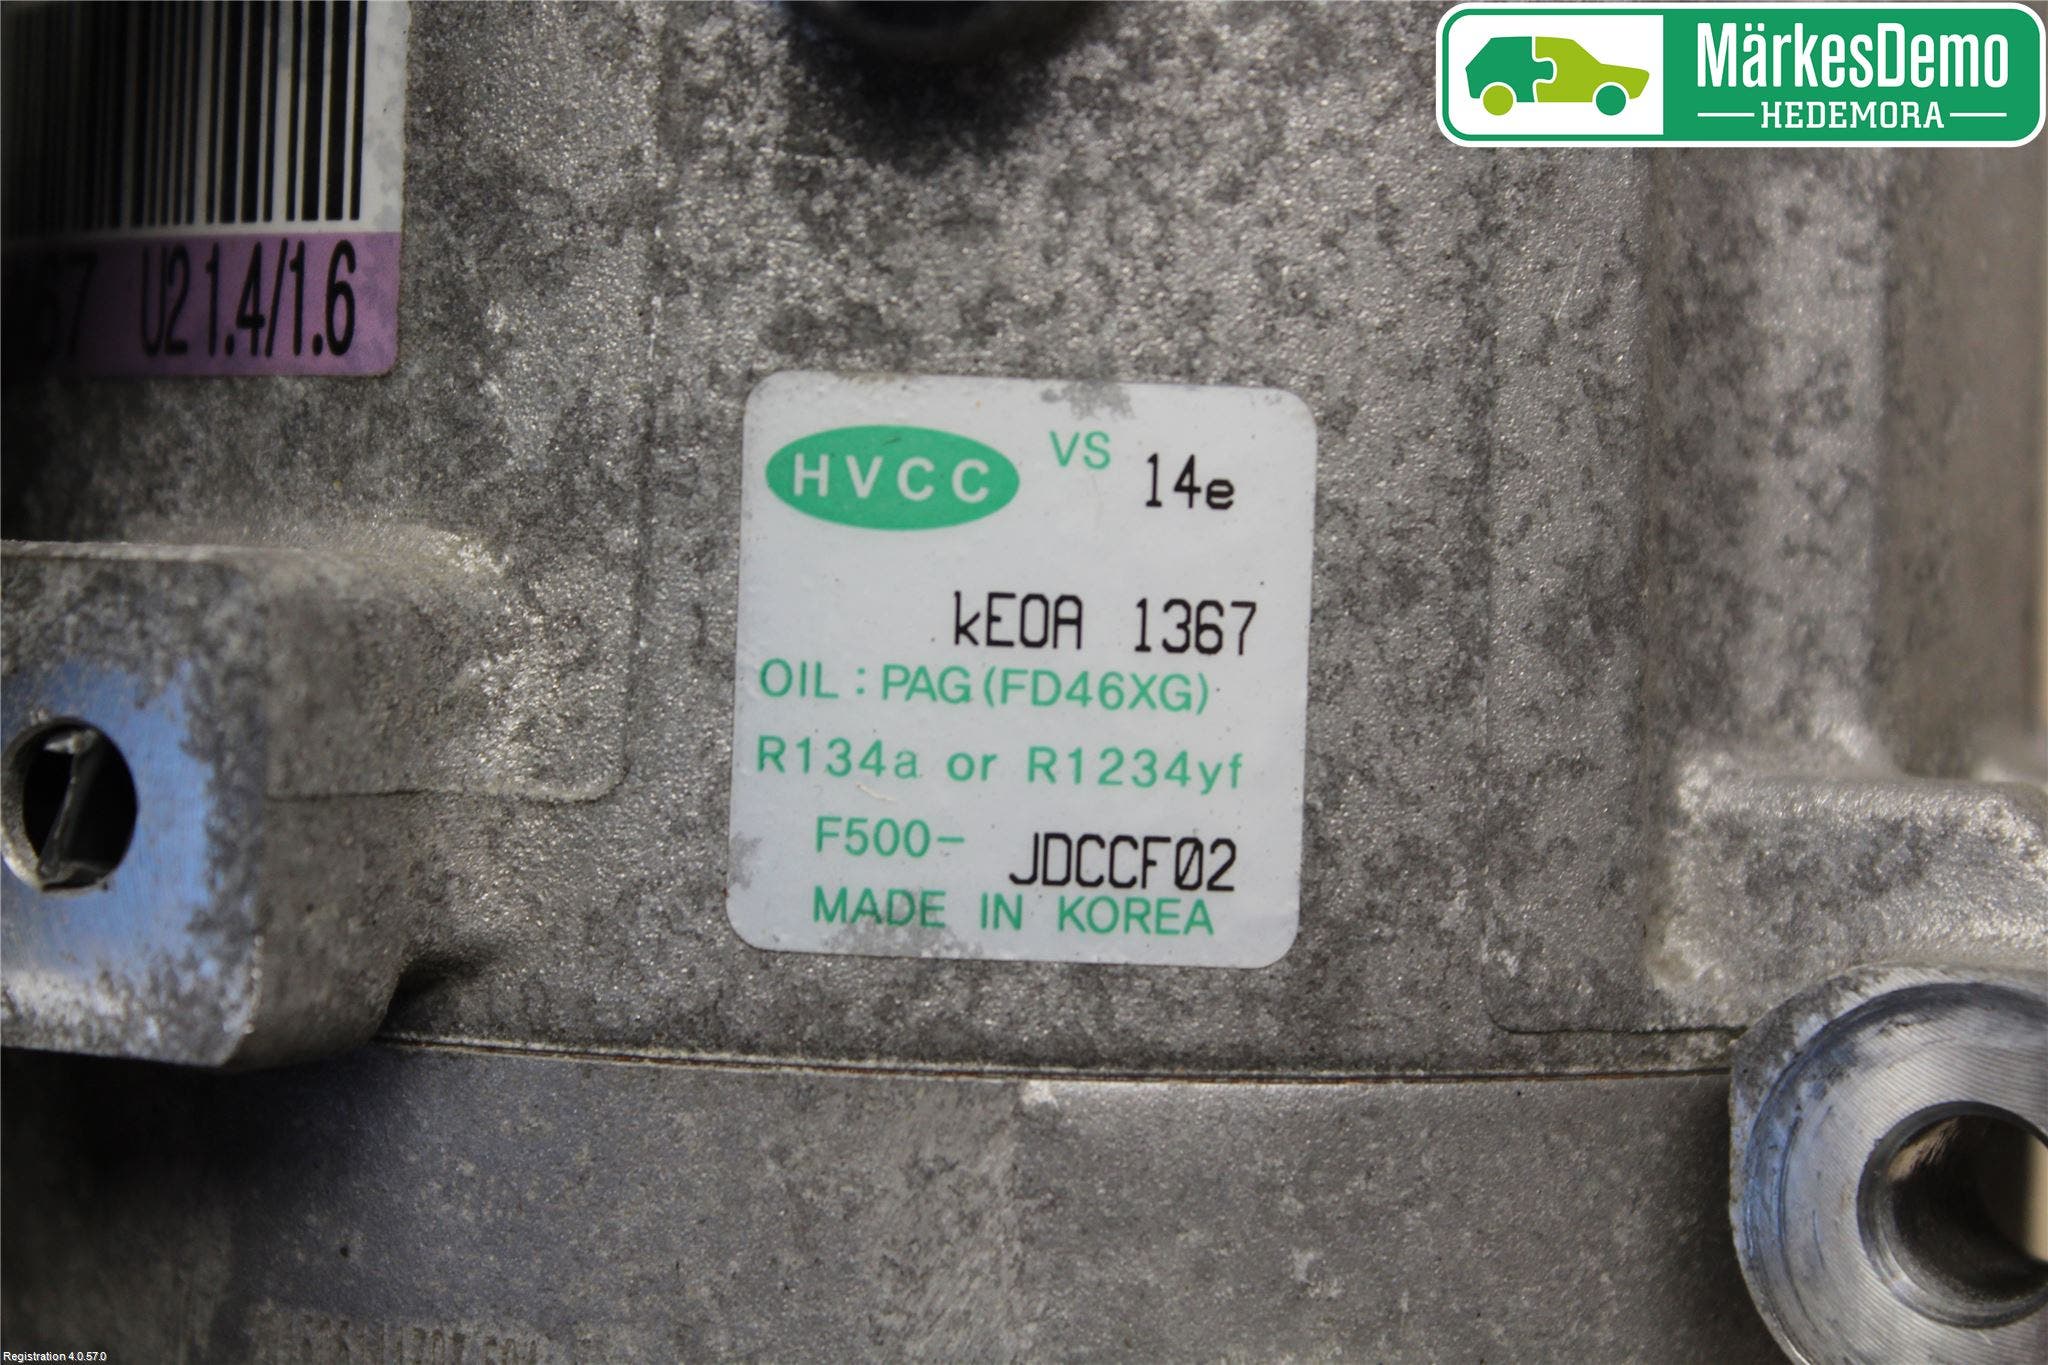 MärkesDemo
HEDEMORA
67 U2 1.4/1.6
HVCC VS 14e
kEOA 1367
OIL : PAG (FD46XG)
R134a or R1234yf
F500- JDCCF02
MADE IN KOREA
Registration 4.0.57.0